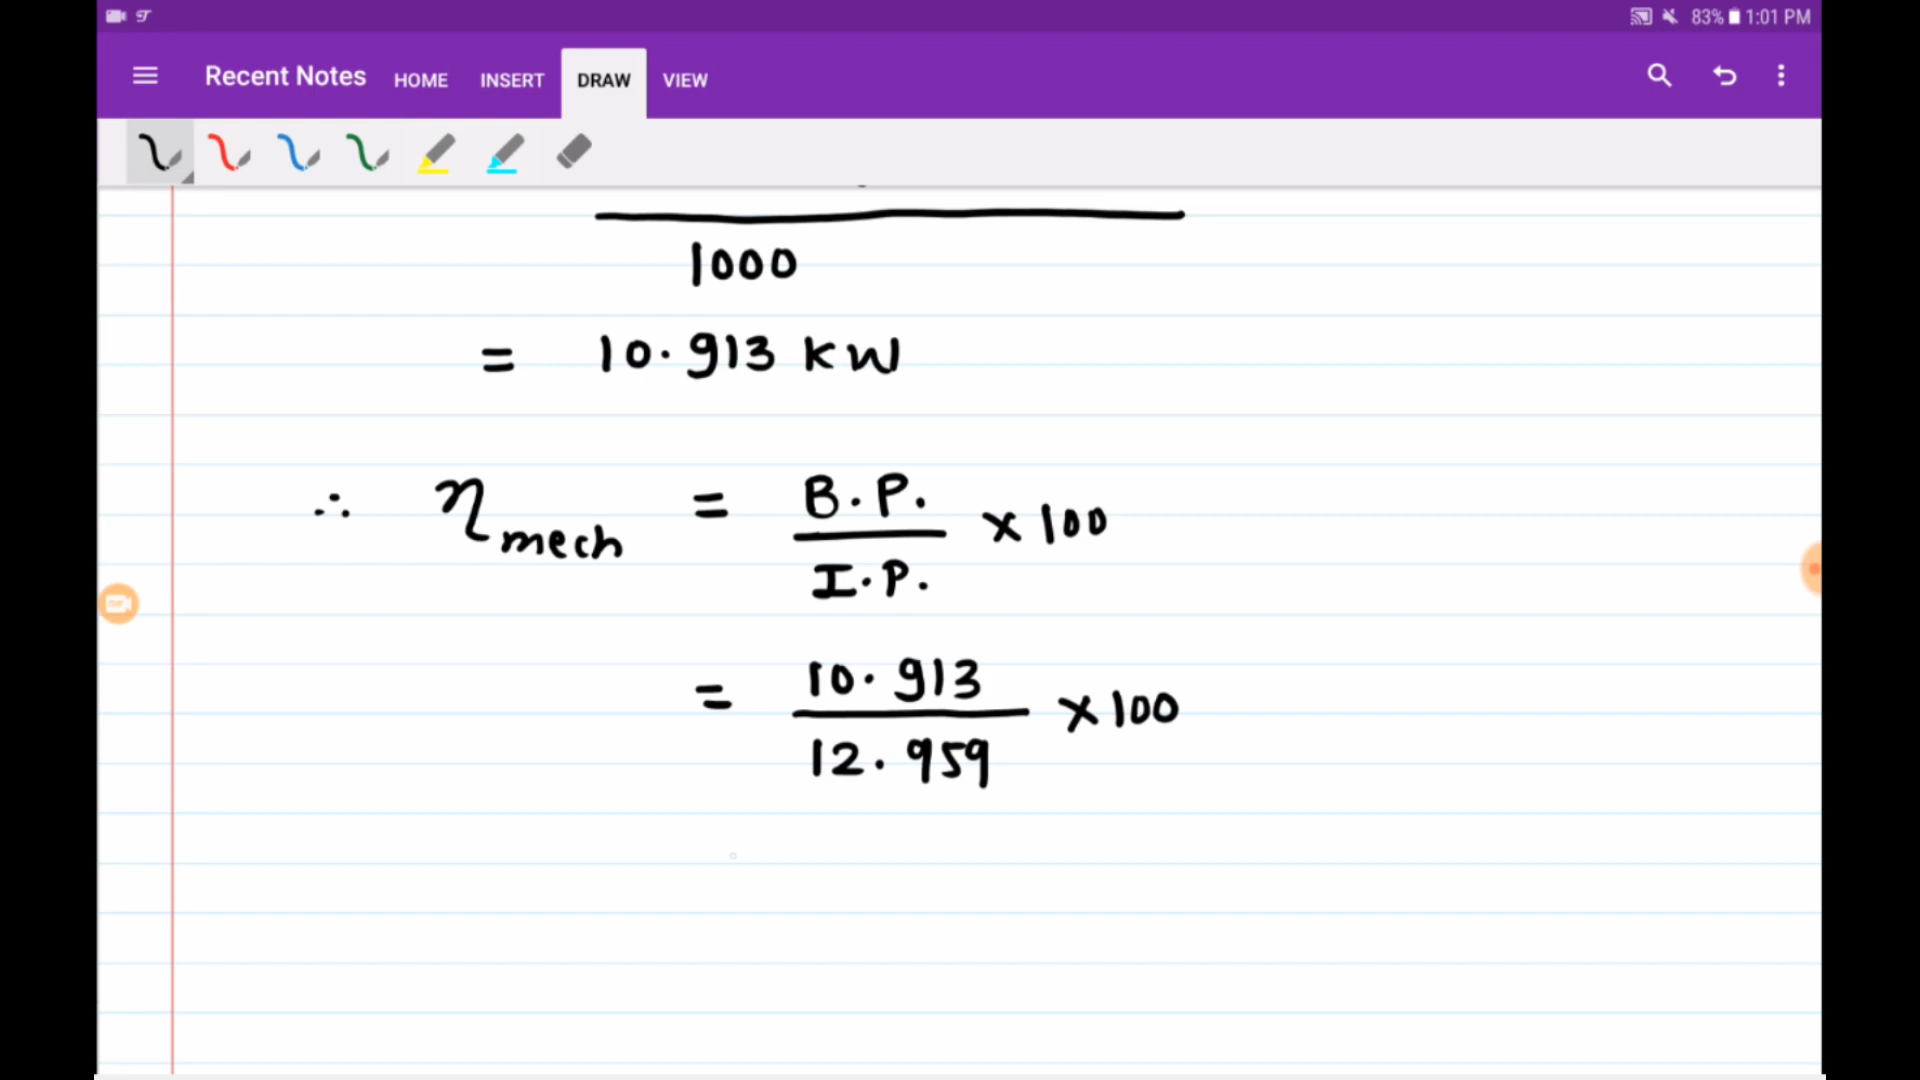 83% 1:01 PM
Recent Notes HOME INSERT DRAW VIEW
1000
= 10.913 kW
∴ η mech = B.P. / I.P. × 100
= 10.913 / 12.959 × 100